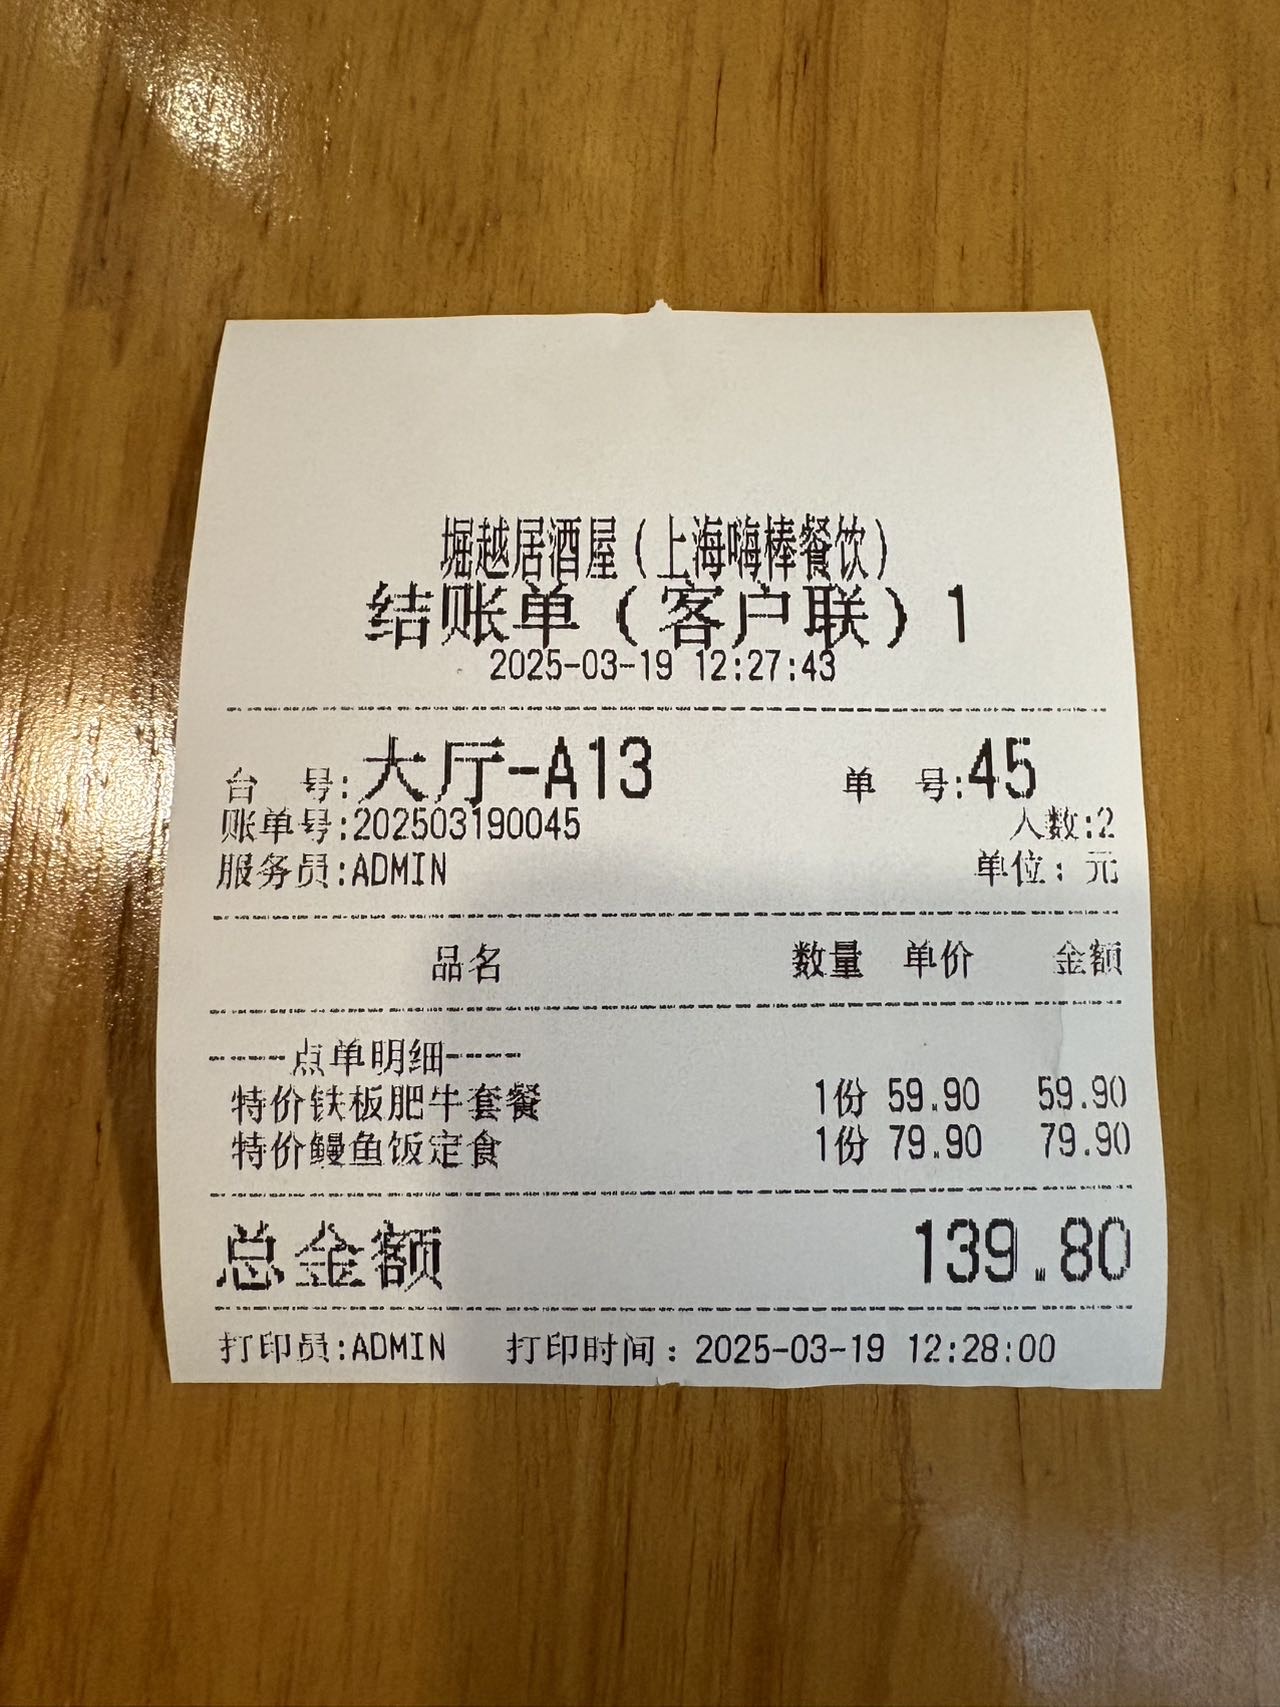 堀越居酒屋(上海嗨棒餐饮)
结账单(客户联)1
2025-03-19 12:27:43
台 号:大厅-A13 单 号:45
账单号:202503190045 人数:2
服务员:ADMIN 单位：元
品名 数量 单价 金额
----点单明细----
特价铁板肥牛套餐 1份 59.90 59.90
特价鳗鱼饭定食 1份 79.90 79.90
总金额 139.80
打印员:ADMIN 打印时间：2025-03-19 12:28:00